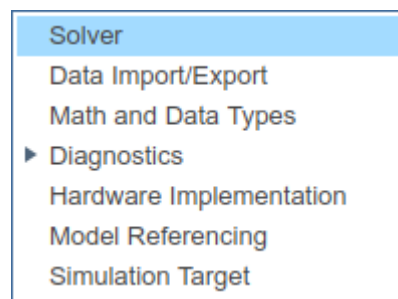 Solver
Data Import/Export
Math and Data Types
Diagnostics
Hardware Implementation
Model Referencing
Simulation Target